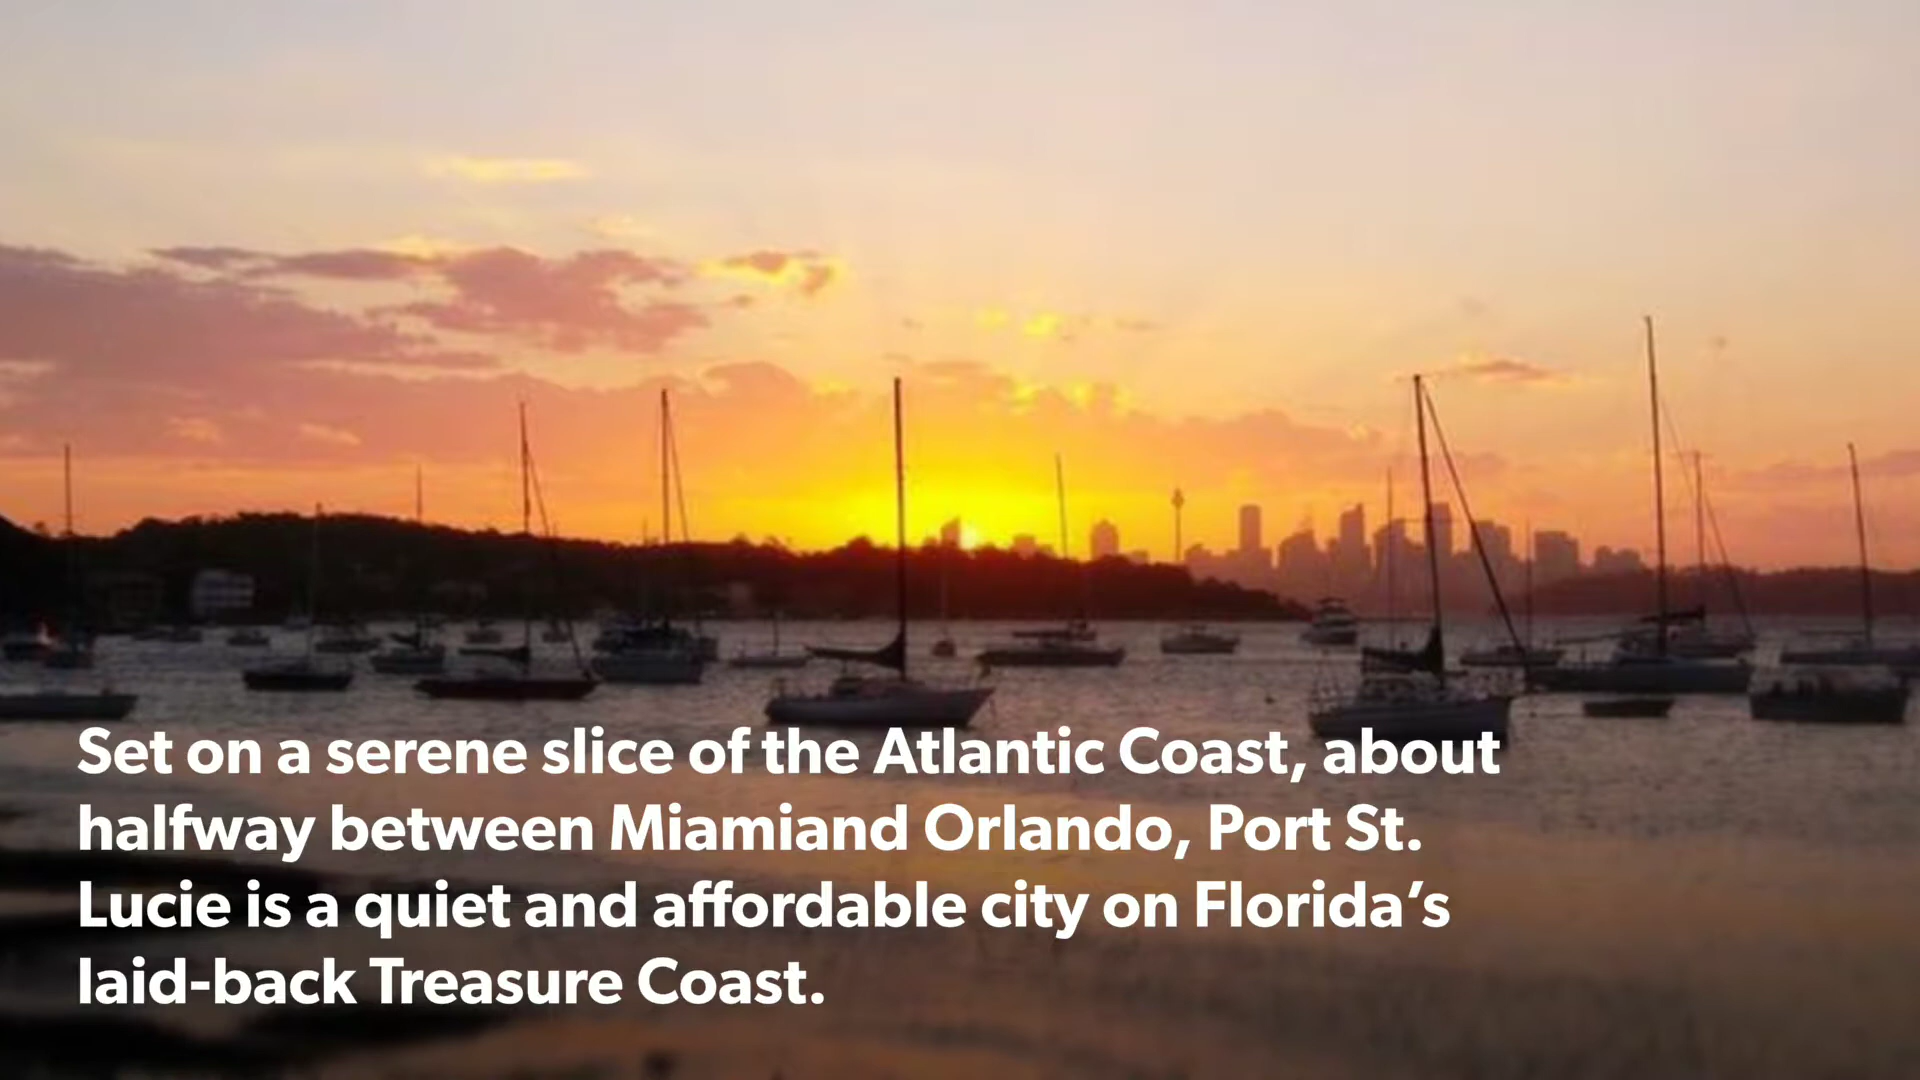 Set on a serene slice of the Atlantic Coast, about
halfway between Miamiand Orlando, Port St.
Lucie is a quiet and affordable city on Florida’s
laid-back Treasure Coast.